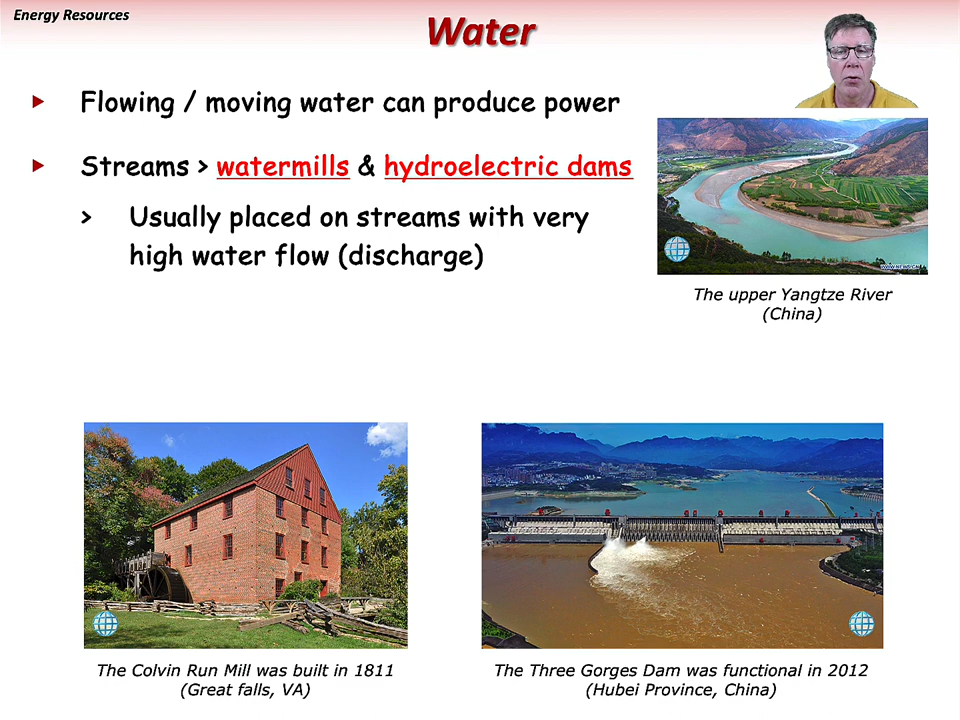 Energy Resources
Water
Flowing / moving water can produce power
Streams > watermills & hydroelectric dams
> Usually placed on streams with very
high water flow (discharge)
The upper Yangtze River
(China)
The Colvin Run Mill was built in 1811
(Great falls, VA)
The Three Gorges Dam was functional in 2012
(Hubei Province, China)